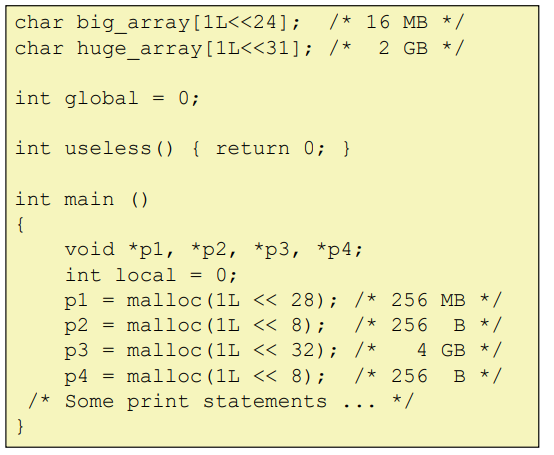 char big_array[1L<<24];  /* 16 MB */
char huge_array[1L<<31]; /*  2 GB */

int global = 0;

int useless() { return 0; }

int main ()
{
    void *p1, *p2, *p3, *p4;
    int local = 0;
    p1 = malloc(1L << 28); /* 256 MB */
    p2 = malloc(1L << 8);  /* 256  B */
    p3 = malloc(1L << 32); /*   4 GB */
    p4 = malloc(1L << 8);  /* 256  B */
 /* Some print statements ... */
}